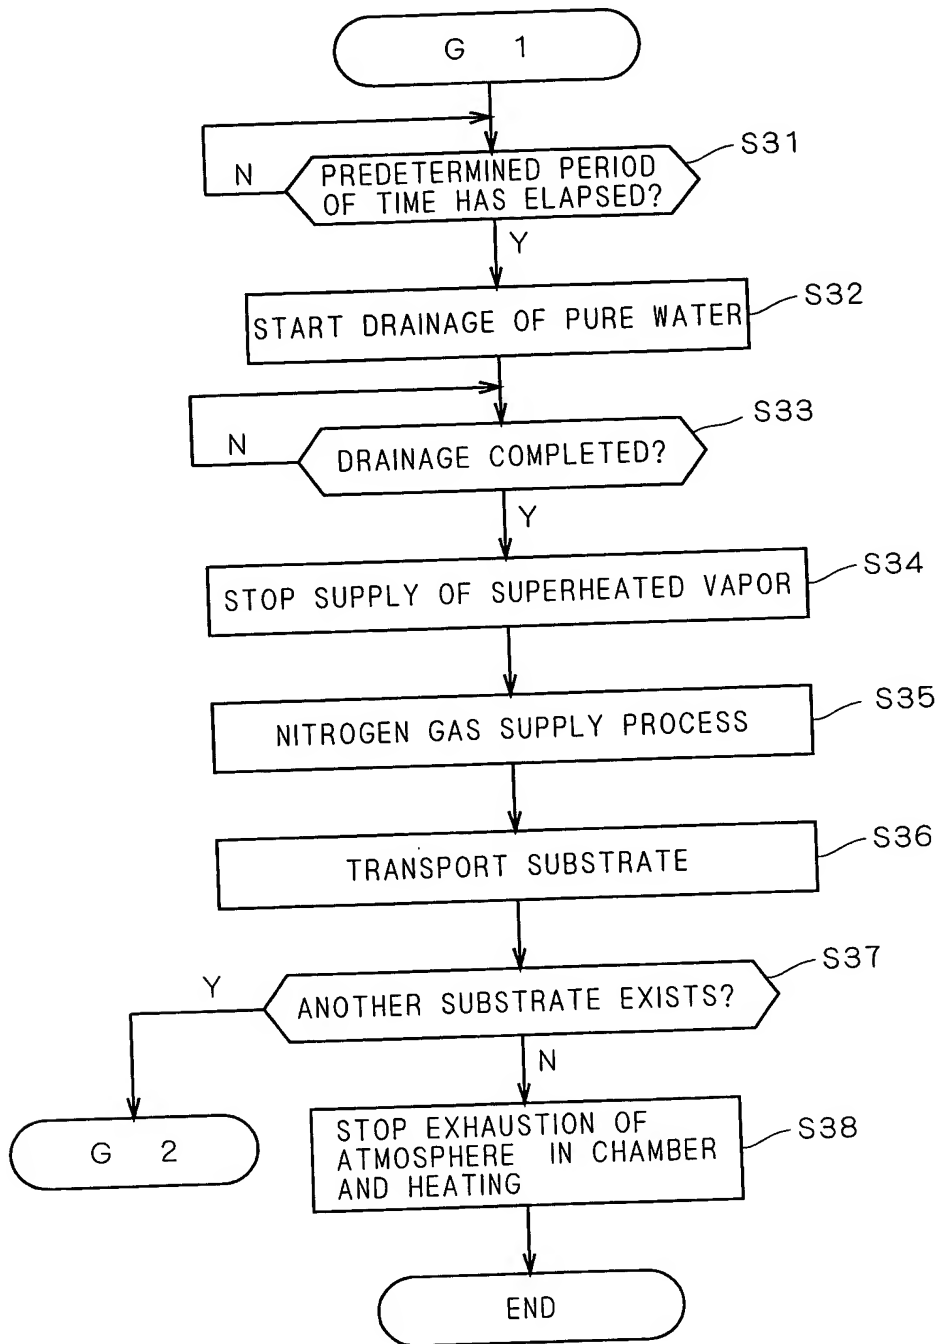 G 1
S31
N
PREDETERMINED PERIOD
OF TIME HAS ELAPSED?
Y
S32
START DRAINAGE OF PURE WATER
S33
N
DRAINAGE COMPLETED?
Y
S34
STOP SUPPLY OF SUPERHEATED VAPOR
S35
NITROGEN GAS SUPPLY PROCESS
S36
TRANSPORT SUBSTRATE
S37
Y
ANOTHER SUBSTRATE EXISTS?
N
S38
STOP EXHAUSTION OF
ATMOSPHERE IN CHAMBER
AND HEATING
G 2
END